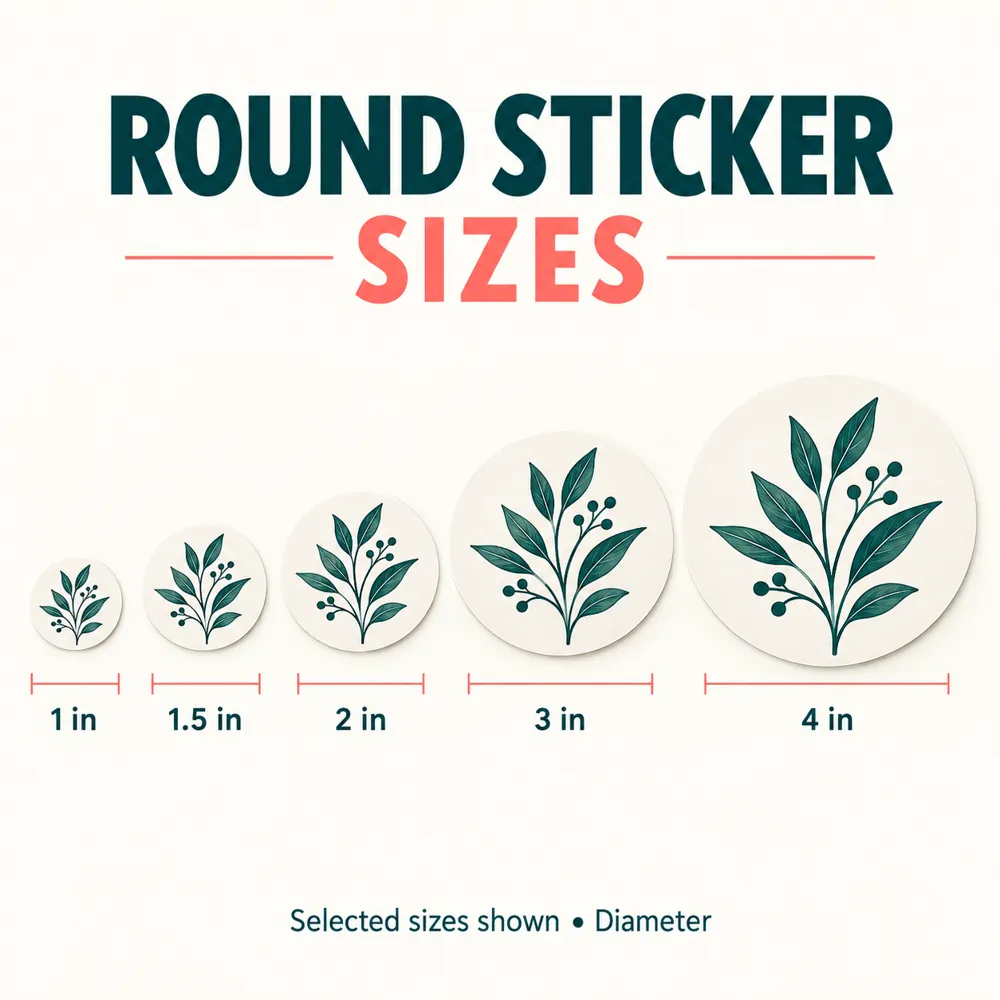 ROUND STICKER
SIZES
1 in
1.5 in
2 in
3 in
4 in
Selected sizes shown • Diameter